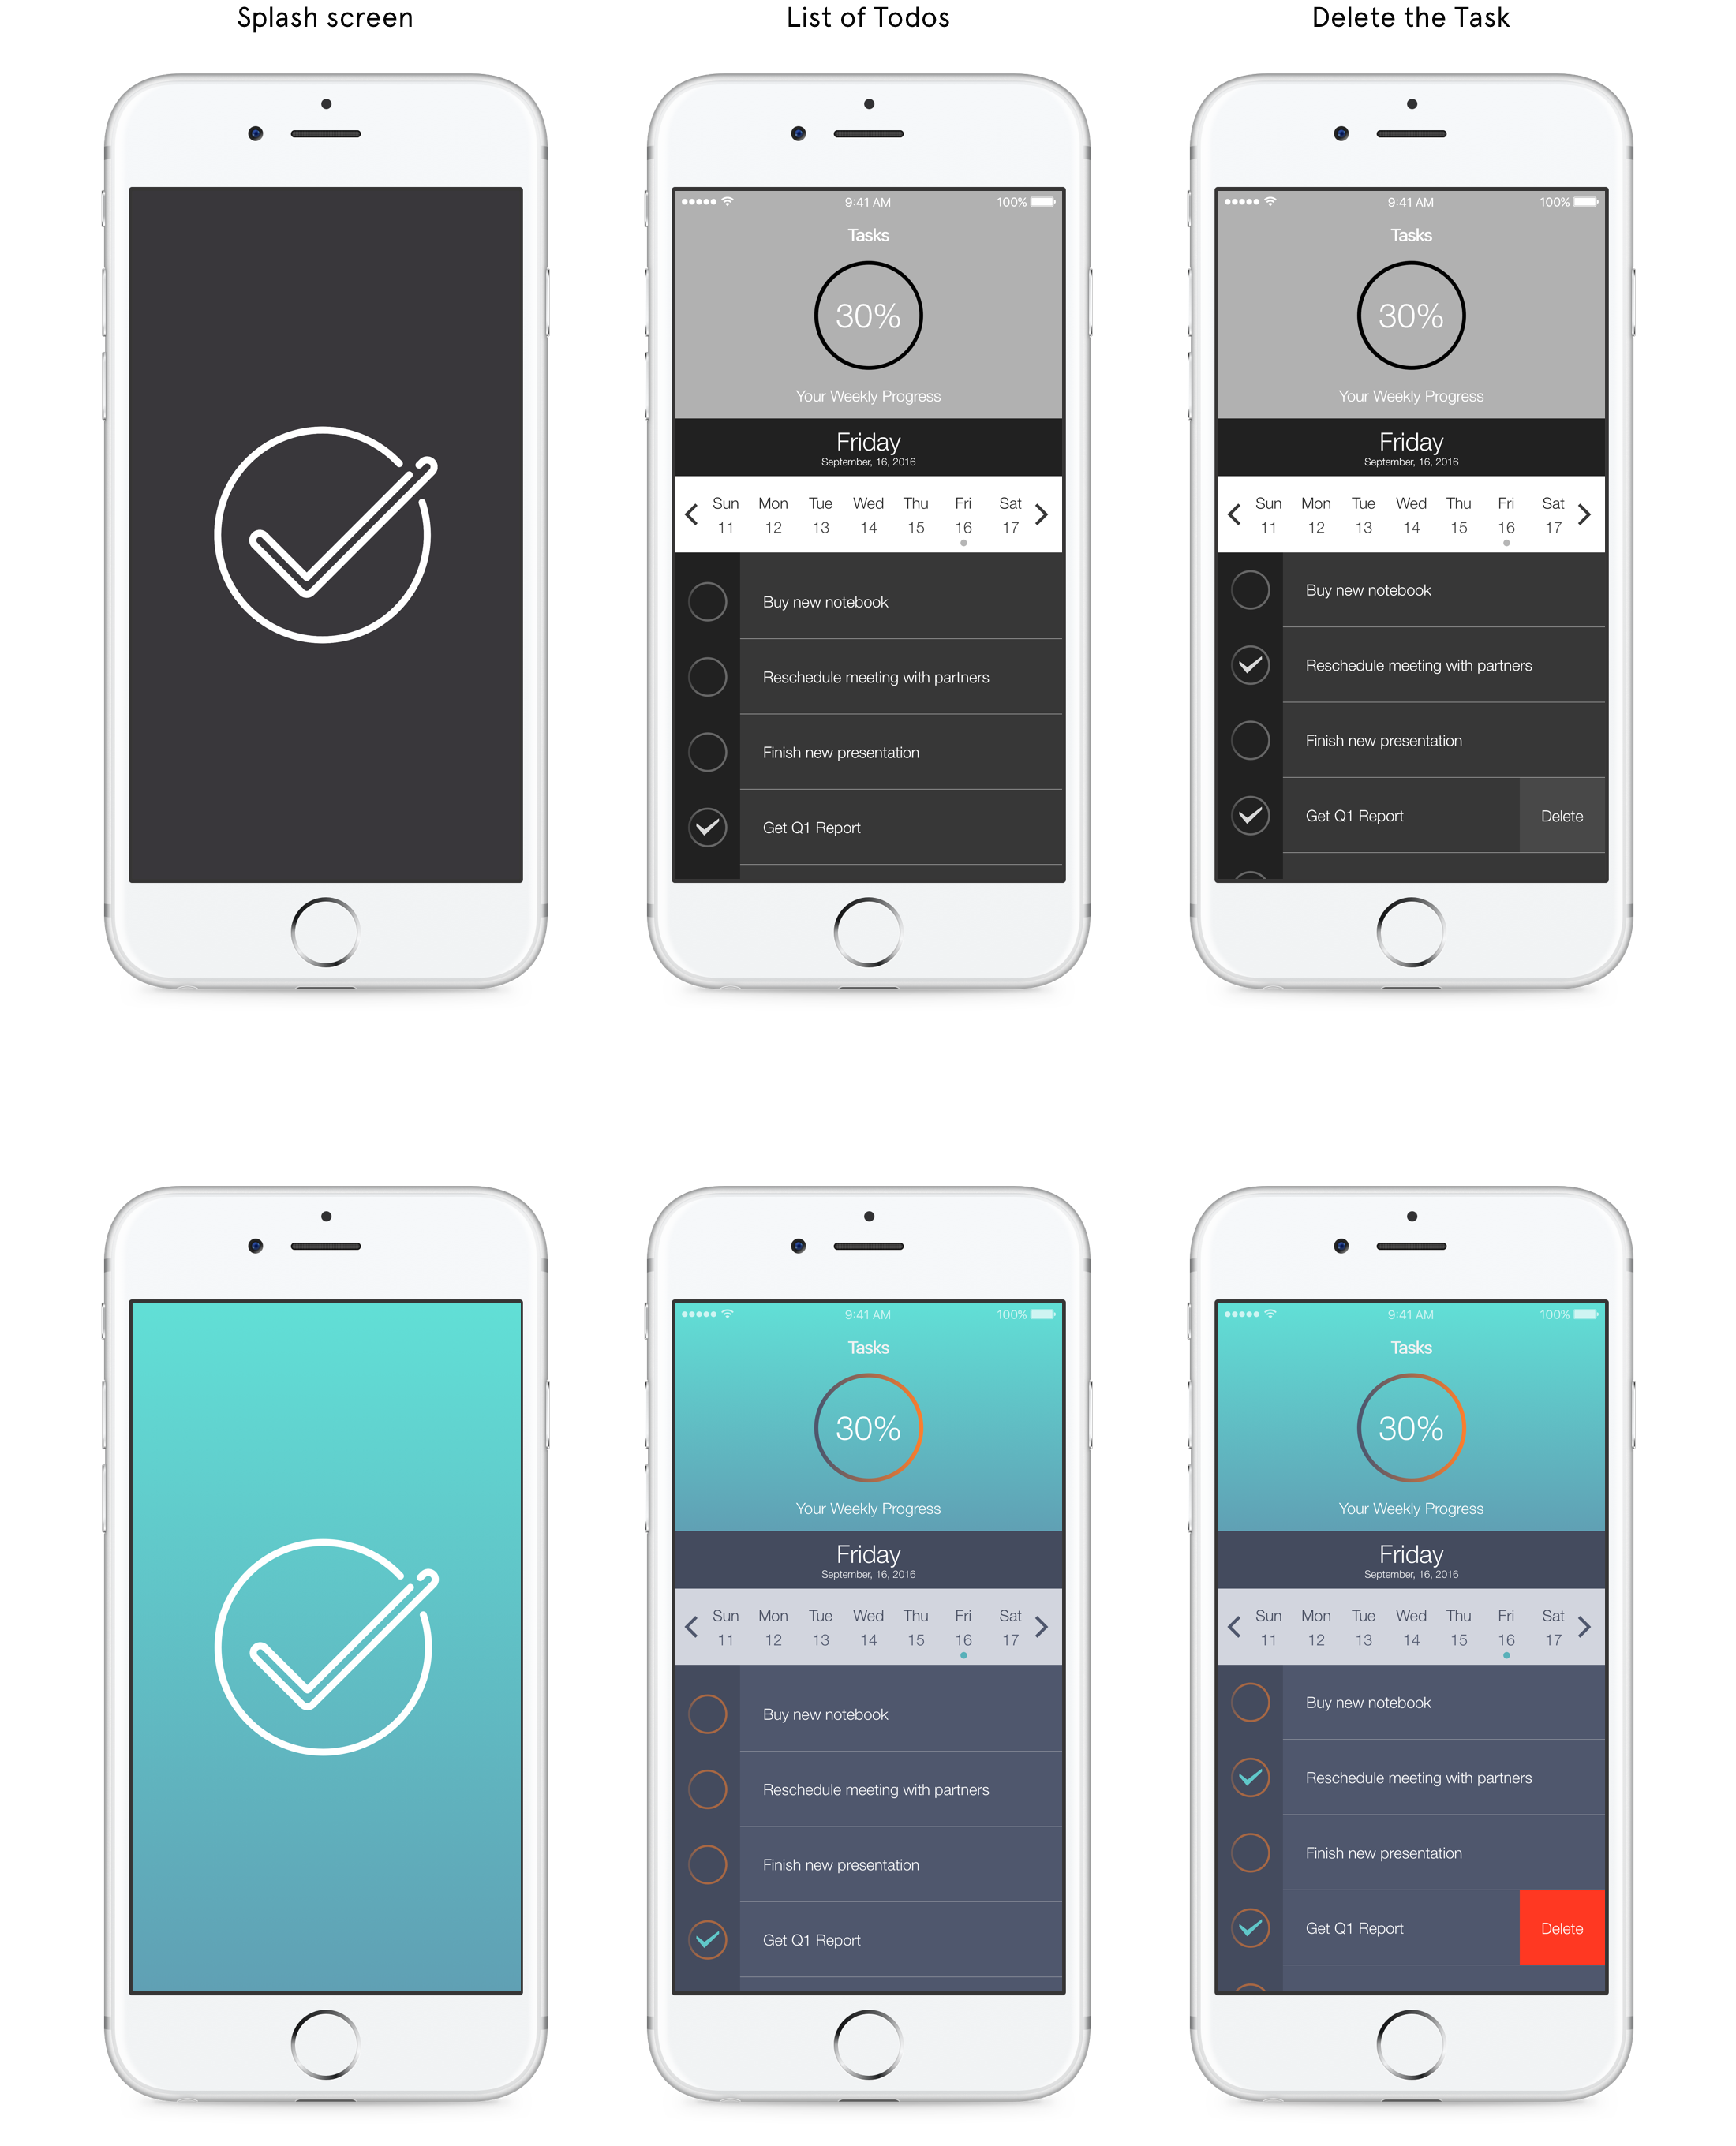 Splash screen
List of Todos
Delete the Task
9:41 AM
100%
Tasks
30%
Your Weekly Progress
Friday
September, 16, 2016
Sun Mon Tue Wed Thu Fri Sat
11 12 13 14 15 16 17
Buy new notebook
Reschedule meeting with partners
Finish new presentation
Get Q1 Report
9:41 AM
100%
Tasks
30%
Your Weekly Progress
Friday
September, 16, 2016
Sun Mon Tue Wed Thu Fri Sat
11 12 13 14 15 16 17
Buy new notebook
Reschedule meeting with partners
Finish new presentation
Get Q1 Report Delete
9:41 AM
100%
Tasks
30%
Your Weekly Progress
Friday
September, 16, 2016
Sun Mon Tue Wed Thu Fri Sat
11 12 13 14 15 16 17
Buy new notebook
Reschedule meeting with partners
Finish new presentation
Get Q1 Report
9:41 AM
100%
Tasks
30%
Your Weekly Progress
Friday
September, 16, 2016
Sun Mon Tue Wed Thu Fri Sat
11 12 13 14 15 16 17
Buy new notebook
Reschedule meeting with partners
Finish new presentation
Get Q1 Report Delete